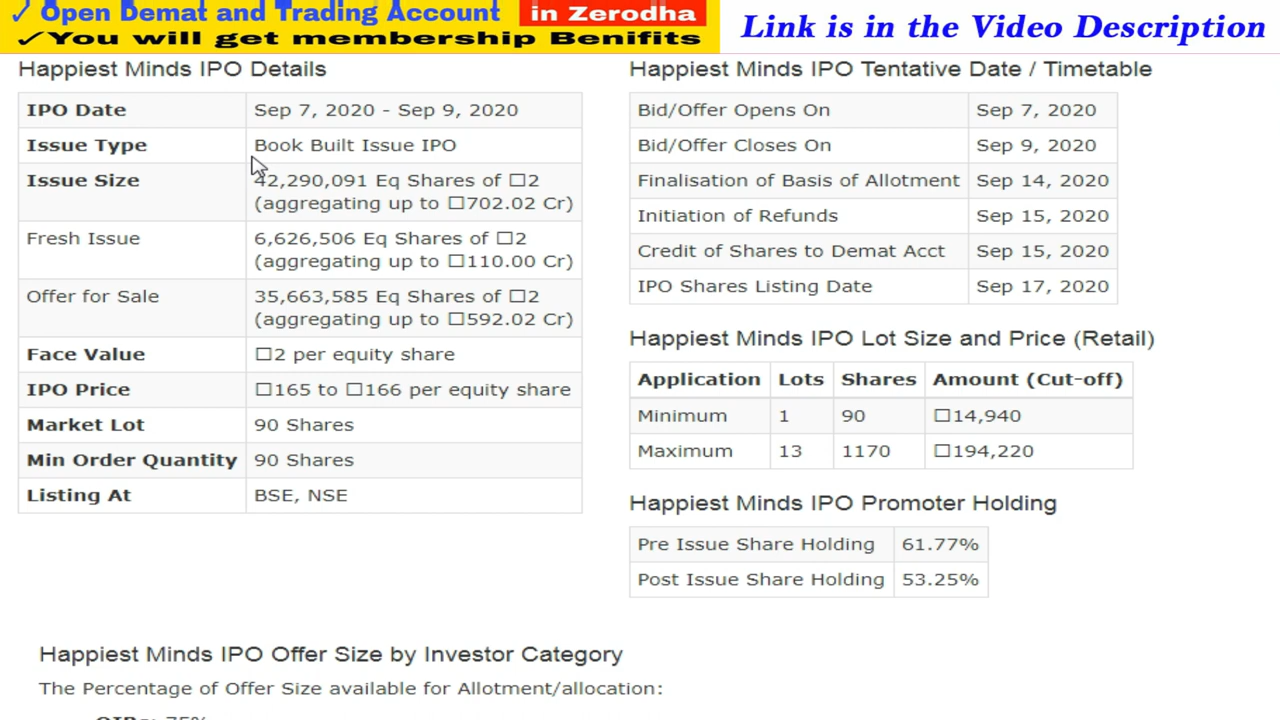 ✓ Open Demat and Trading Account in Zerodha
✓You will get membership Benifits
Link is in the Video Description
Happiest Minds IPO Details
IPO Date Sep 7, 2020 - Sep 9, 2020
Issue Type Book Built Issue IPO
Issue Size 42,290,091 Eq Shares of □2
(aggregating up to □702.02 Cr)
Fresh Issue 6,626,506 Eq Shares of □2
(aggregating up to □110.00 Cr)
Offer for Sale 35,663,585 Eq Shares of □2
(aggregating up to □592.02 Cr)
Face Value □2 per equity share
IPO Price □165 to □166 per equity share
Market Lot 90 Shares
Min Order Quantity 90 Shares
Listing At BSE, NSE
Happiest Minds IPO Tentative Date / Timetable
Bid/Offer Opens On Sep 7, 2020
Bid/Offer Closes On Sep 9, 2020
Finalisation of Basis of Allotment Sep 14, 2020
Initiation of Refunds Sep 15, 2020
Credit of Shares to Demat Acct Sep 15, 2020
IPO Shares Listing Date Sep 17, 2020
Happiest Minds IPO Lot Size and Price (Retail)
Application Lots Shares Amount (Cut-off)
Minimum 1 90 □14,940
Maximum 13 1170 □194,220
Happiest Minds IPO Promoter Holding
Pre Issue Share Holding 61.77%
Post Issue Share Holding 53.25%
Happiest Minds IPO Offer Size by Investor Category
The Percentage of Offer Size available for Allotment/allocation: